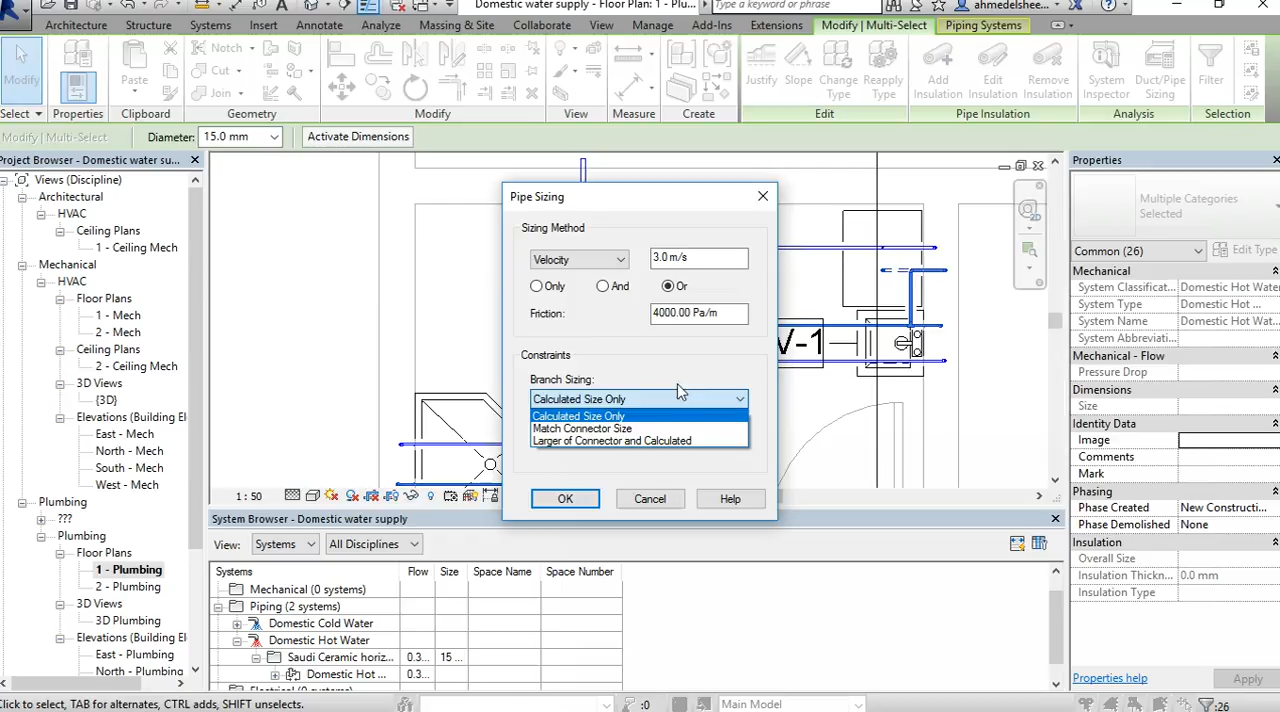 Domestic water supply - Floor Plan: 1 - Plu...
Type a keyword or phrase
ahmedelshee...
Architecture Structure Systems Insert Annotate Analyze Massing & Site Collaborate View Manage Add-Ins Extensions Modify | Multi-Select Piping Systems
Modify
Paste
Notch
Cut
Join
Justify
Slope
Change Type
Reapply Type
Add Insulation
Edit Insulation
Remove Insulation
System Inspector
Duct/Pipe Sizing
Filter
Select Properties Clipboard Geometry Modify View Measure Create Edit Pipe Insulation Analysis Selection
Modify | Multi-Select
Diameter: 15.0 mm
Activate Dimensions
Project Browser - Domestic water su...
Views (Discipline)
Architectural
HVAC
Ceiling Plans
1 - Ceiling Mech
Mechanical
HVAC
Floor Plans
1 - Mech
2 - Mech
Ceiling Plans
2 - Ceiling Mech
3D Views
{3D}
Elevations (Building El
East - Mech
North - Mech
South - Mech
West - Mech
Plumbing
???
Plumbing
Floor Plans
1 - Plumbing
2 - Plumbing
3D Views
3D Plumbing
Elevations (Building El
East - Plumbing
North - Plumbing
V-1
Pipe Sizing
Sizing Method
Velocity
3.0 m/s
Only
And
Or
Friction:
4000.00 Pa/m
Constraints
Branch Sizing:
Calculated Size Only
Calculated Size Only
Match Connector Size
Larger of Connector and Calculated
OK
Cancel
Help
1 : 50
System Browser - Domestic water supply
View: Systems All Disciplines
Systems Flow Size Space Name Space Number
Mechanical (0 systems)
Piping (2 systems)
Domestic Cold Water
Domestic Hot Water
Saudi Ceramic horiz... 0.3... 15 ...
Domestic Hot ... 0.3...
Electrical (0 systems)
Properties
Multiple Categories Selected
Common (26)
Edit Type
Mechanical
System Classificat... Domestic Hot Wa...
System Type Domestic Hot ...
System Name Domestic Hot Wat...
System Abbreviati...
Mechanical - Flow
Pressure Drop
Dimensions
Size
Identity Data
Image
Comments
Mark
Phasing
Phase Created New Constructi...
Phase Demolished None
Insulation
Overall Size
Insulation Thickn... 0.0 mm
Insulation Type
Properties help
Apply
Click to select, TAB for alternates, CTRL adds, SHIFT unselects.
:0
Main Model
:26